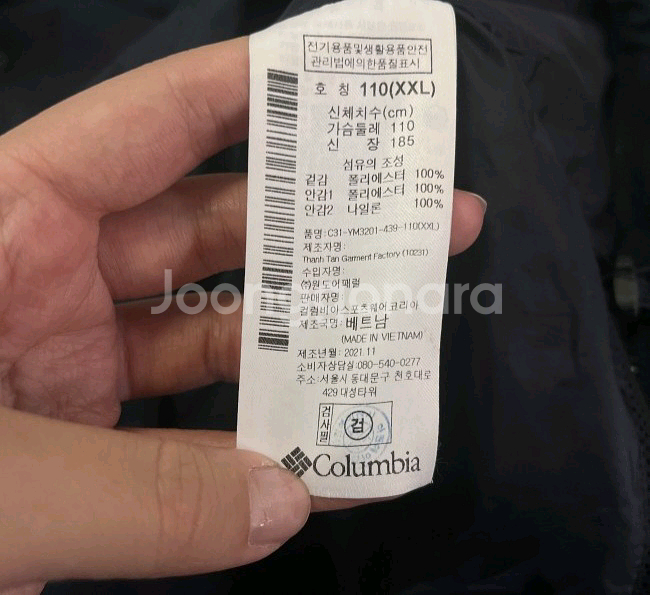 전기용품및생활용품안전
관리법에의한품질표시
호 칭 110(XXL)
신체치수(cm)
가슴둘레 110
신 장 185
섬유의 조성
겉감 폴리에스터 100%
안감1 폴리에스터 100%
안감2 나일론 100%
품명:C31-YM3201-439-110(XXL)
제조자명:
Thanh Tan Garment Factory (10231)
수입자명:
㈜원도어패럴
판매자명:
컬럼비아스포츠웨어코리아
제조국명: 베트남
(MADE IN VIETNAM)
제조년월: 2021.11
소비자상담실:080-540-0277
주소:서울시 동대문구 천호대로
429 대성타워
검사필
검
Columbia
Joonggonara